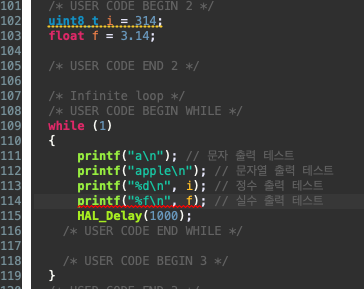 101 /* USER CODE BEGIN 2 */
102 uint8_t i = 314;
103 float f = 3.14;
104
105 /* USER CODE END 2 */
106
107 /* Infinite loop */
108 /* USER CODE BEGIN WHILE */
109 while (1)
110 {
111 printf("a\n"); // 문자 출력 테스트
112 printf("apple\n"); // 문자열 출력 테스트
113 printf("%d\n", i); // 정수 출력 테스트
114 printf("%f\n", f); // 실수 출력 테스트
115 HAL_Delay(1000);
116 /* USER CODE END WHILE */
117
118 /* USER CODE BEGIN 3 */
119 }